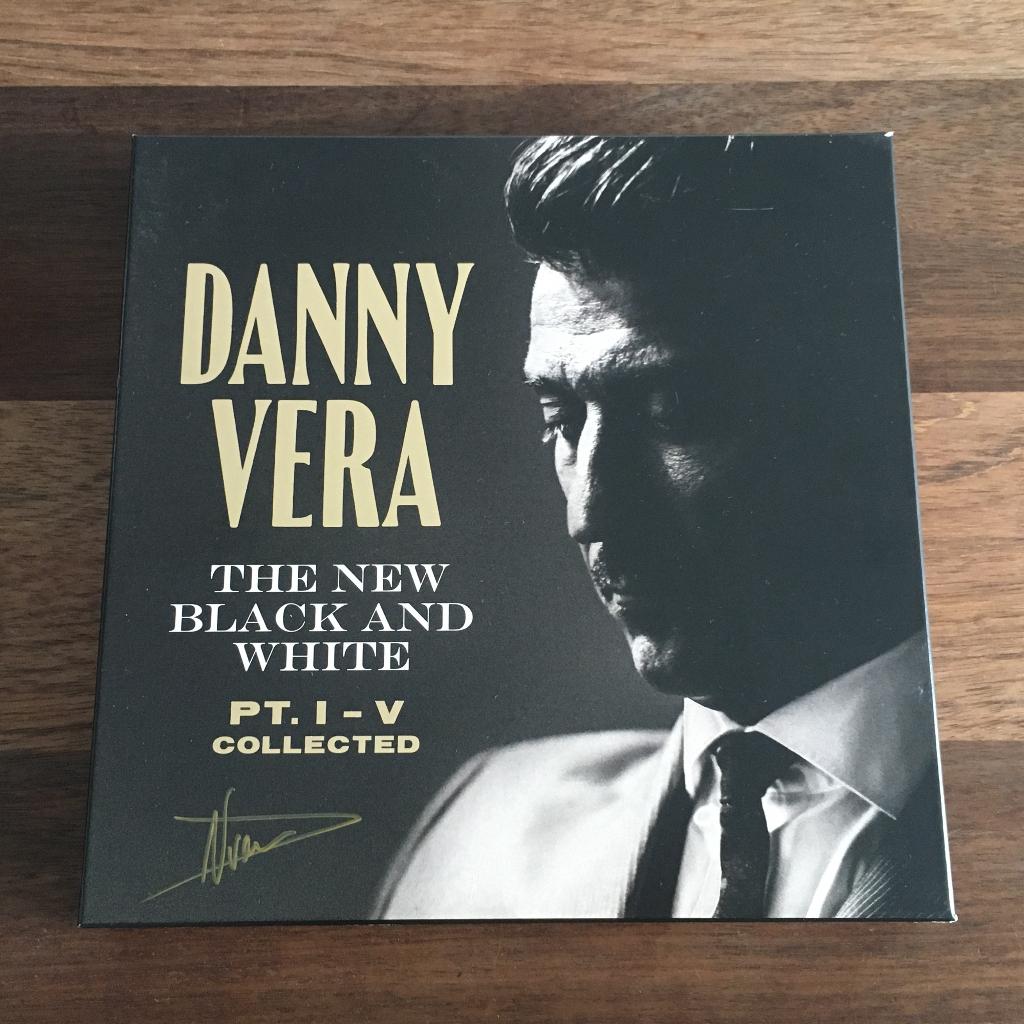 DANNY
VERA
THE NEW
BLACK AND
WHITE
PT. I – V
COLLECTED